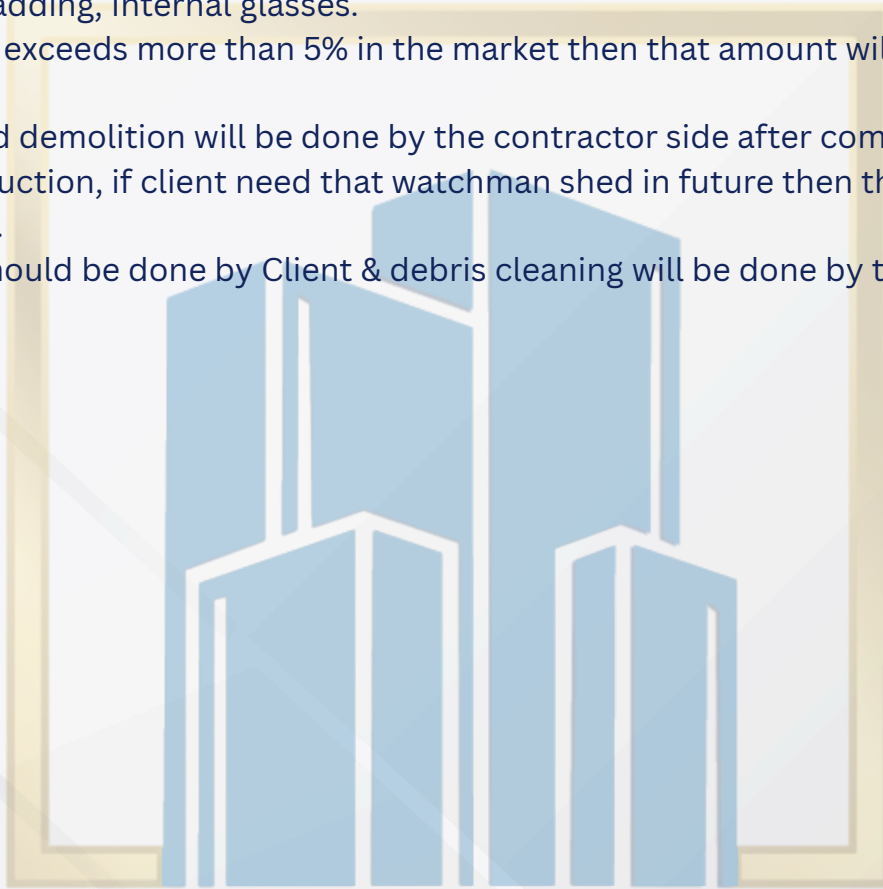 adding, Internal glasses.
exceeds more than 5% in the market then that amount wil
d demolition will be done by the contractor side after com
uction, if client need that watchman shed in future then th
.
ould be done by Client & debris cleaning will be done by t